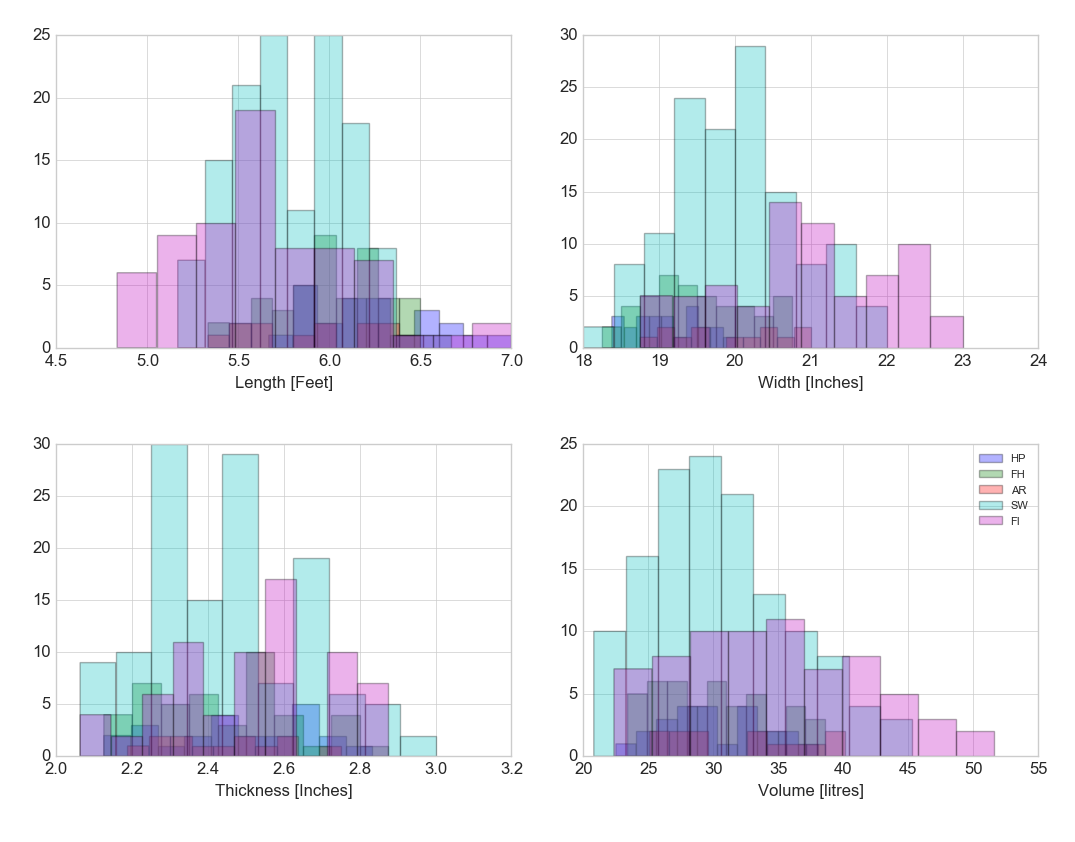 25
20
15
10
5
0
4.5 5.0 5.5 6.0 6.5 7.0
Length [Feet]
30
25
20
15
10
5
0
18 19 20 21 22 23 24
Width [Inches]
30
25
20
15
10
5
0
2.0 2.2 2.4 2.6 2.8 3.0 3.2
Thickness [Inches]
25
20
15
10
5
0
20 25 30 35 40 45 50 55
Volume [litres]
HP
FH
AR
SW
FI